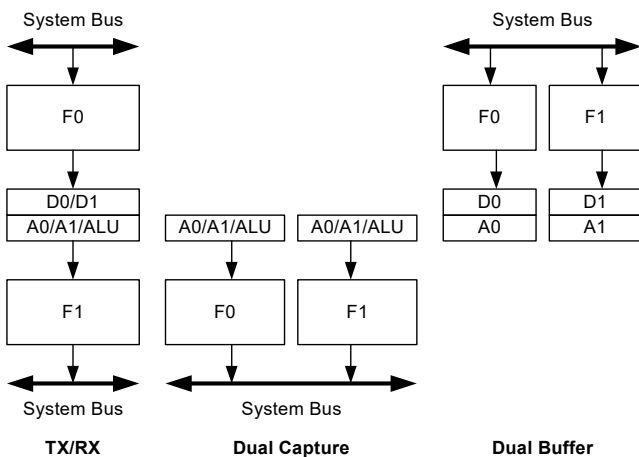 System Bus
System Bus
F0
F0
F1
D0/D1
D0
D1
A0/A1/ALU
A0/A1/ALU
A0/A1/ALU
A0
A1
F1
F0
F1
System Bus
System Bus
TX/RX
Dual Capture
Dual Buffer